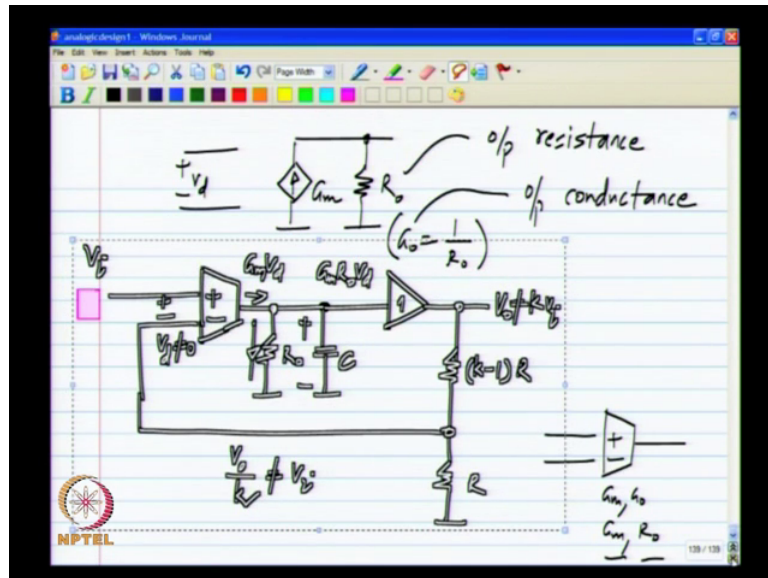 analogicdesign1 - Windows Journal
File Edit View Insert Actions Tools Help
Page Width
B I
+ Vd -
Gm
Ro
o/p resistance
o/p conductance
(Go = 1/Ro)
Vi
+ -
Vd ≠ 0
+ -
GmVd
Ro
GmRoVd
+ -
C
1
Vo ≠ kVi
(k-1)R
R
Vo/k ≠ Vi
+ -
Gm, Go
Gm, Ro
NPTEL
139 / 139